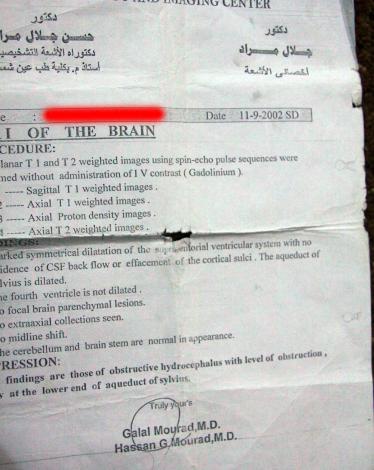 AND IMAGING CENTER
دكتور
حسن جلال مراد
دكتوراه الأشعة التشخيصية
أستاذ م. بكلية طب عين شمس
دكتور
جلال مراد
أخصائى الأشعة
e : Date 11-9-2002 SD
I OF THE BRAIN
CEDURE:
lanar T 1 and T 2 weighted images using spin-echo pulse sequences were
med without administration of I V contrast ( Gadolinium ).
----- Sagittal T 1 weighted images .
2 ----- Axial T 1 weighted images .
3 ----- Axial Proton density images .
4 ----- Axial T 2 weighted images .
DINGS:
arked symmetrical dilatation of the supratentorial ventricular system with no
idence of CSF back flow or effacement of the cortical sulci . The aqueduct of
lvius is dilated.
he fourth ventricle is not dilated .
o focal brain parenchymal lesions.
o extraaxial collections seen.
o midline shift.
he cerebellum and brain stem are normal in appearance.
PRESSION:
findings are those of obstructive hydrocephalus with level of obstruction ,
y at the lower end of aqueduct of sylvius.
Truly your's
Galal Mourad,M.D.
Hassan G.Mourad,M.D.